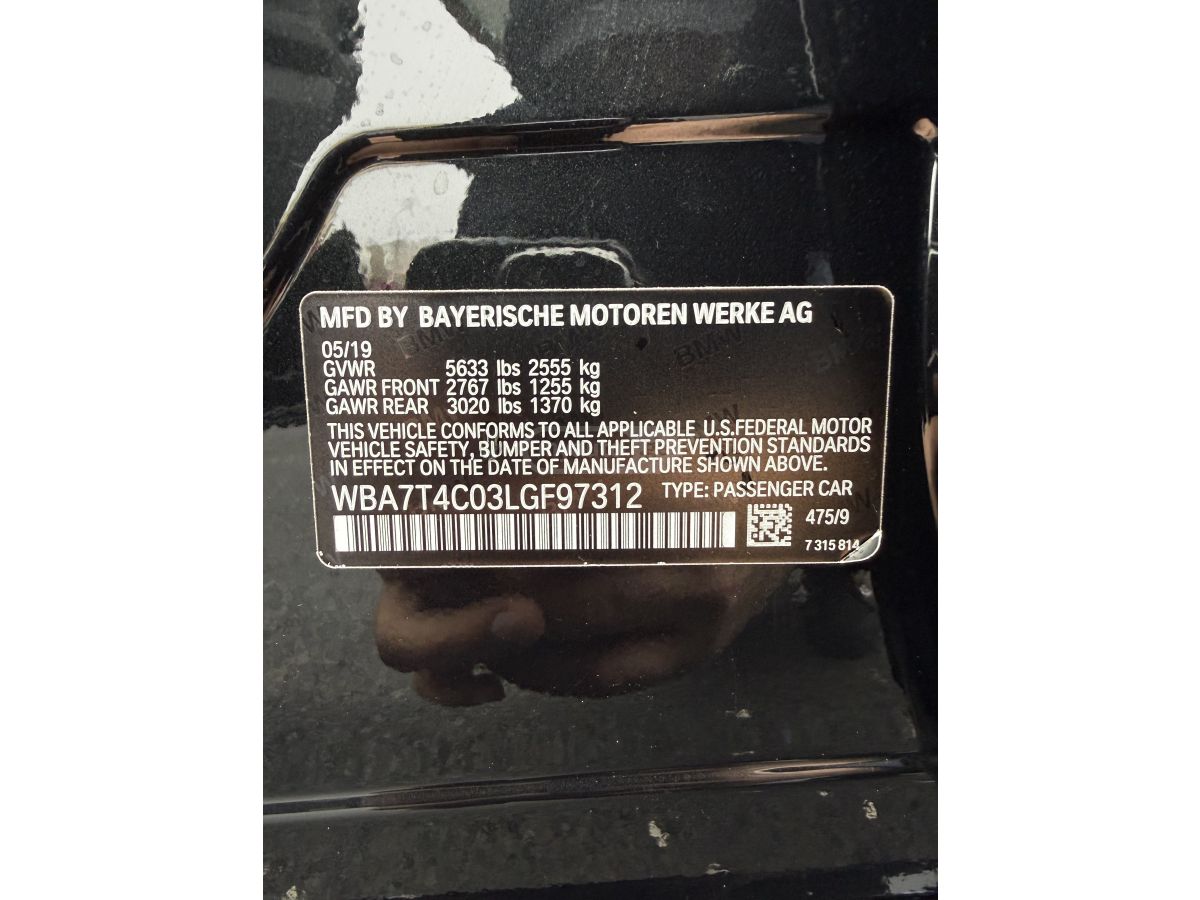 MFD BY BAYERISCHE MOTOREN WERKE AG
05/19
GVWR 5633 lbs 2555 kg
GAWR FRONT 2767 lbs 1255 kg
GAWR REAR 3020 lbs 1370 kg
THIS VEHICLE CONFORMS TO ALL APPLICABLE U.S.FEDERAL MOTOR
VEHICLE SAFETY, BUMPER AND THEFT PREVENTION STANDARDS
IN EFFECT ON THE DATE OF MANUFACTURE SHOWN ABOVE.
WBA7T4C03LGF97312 TYPE: PASSENGER CAR
475/9
7 315 814